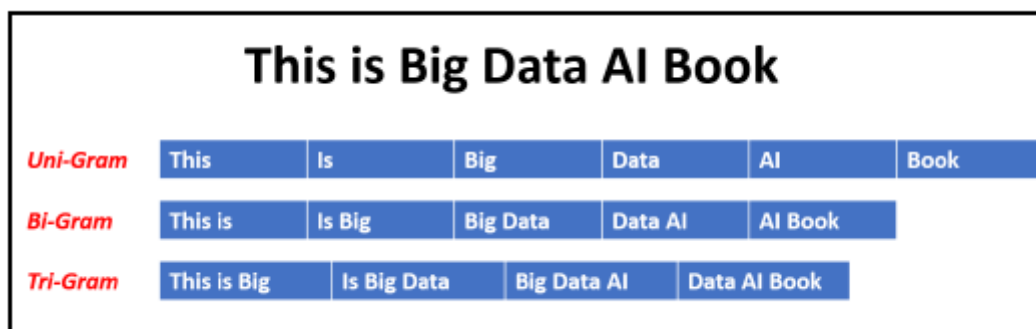 This is Big Data AI Book
Uni-Gram This Is Big Data AI Book
Bi-Gram This is Is Big Big Data Data AI AI Book
Tri-Gram This is Big Is Big Data Big Data AI Data AI Book